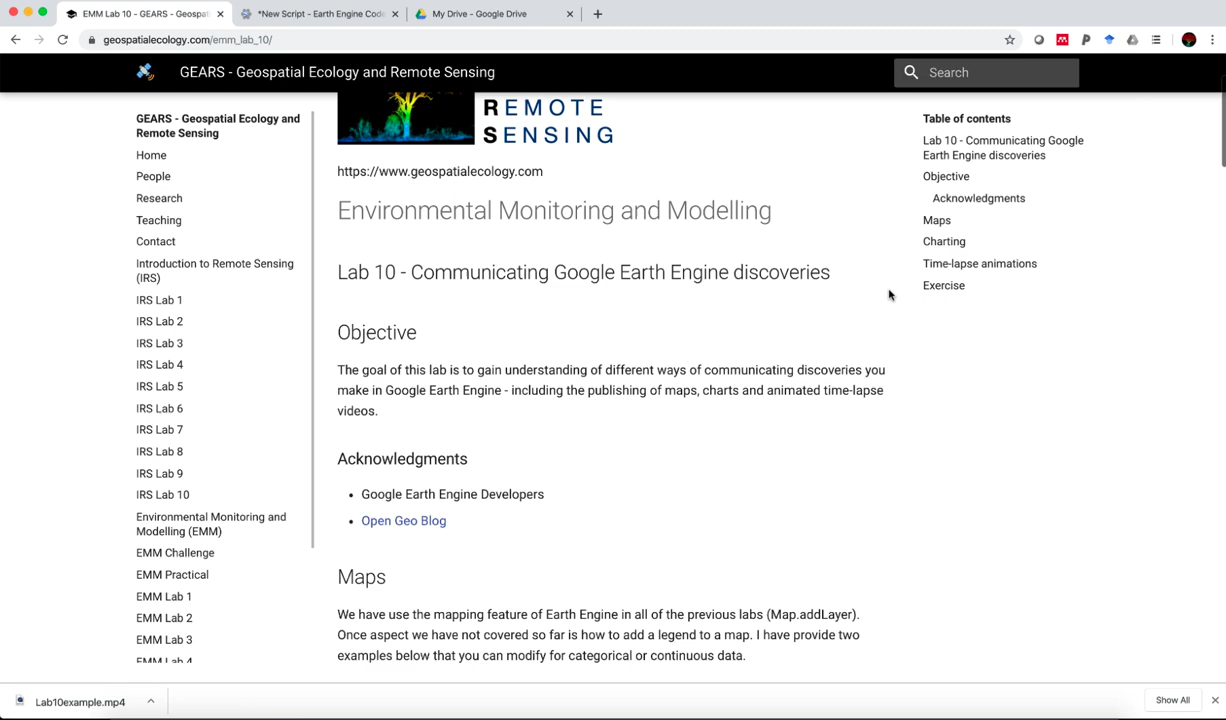 EMM Lab 10 - GEARS - Geospati
*New Script - Earth Engine Cod
My Drive - Google Drive
geospatialecology.com/emm_lab_10/
GEARS - Geospatial Ecology and Remote Sensing
Search
GEARS - Geospatial Ecology and
Remote Sensing
Home
People
Research
Teaching
Contact
Introduction to Remote Sensing
(IRS)
IRS Lab 1
IRS Lab 2
IRS Lab 3
IRS Lab 4
IRS Lab 5
IRS Lab 6
IRS Lab 7
IRS Lab 8
IRS Lab 9
IRS Lab 10
Environmental Monitoring and
Modelling (EMM)
EMM Challenge
EMM Practical
EMM Lab 1
EMM Lab 2
EMM Lab 3
EMM Lab 4
REMOTE
SENSING
https://www.geospatialecology.com
Environmental Monitoring and Modelling
Lab 10 - Communicating Google Earth Engine discoveries
Objective
The goal of this lab is to gain understanding of different ways of communicating discoveries you
make in Google Earth Engine - including the publishing of maps, charts and animated time-lapse
videos.
Acknowledgments
• Google Earth Engine Developers
• Open Geo Blog
Maps
We have use the mapping feature of Earth Engine in all of the previous labs (Map.addLayer).
Once aspect we have not covered so far is how to add a legend to a map. I have provide two
examples below that you can modify for categorical or continuous data.
Table of contents
Lab 10 - Communicating Google
Earth Engine discoveries
Objective
Acknowledgments
Maps
Charting
Time-lapse animations
Exercise
Lab10example.mp4
Show All